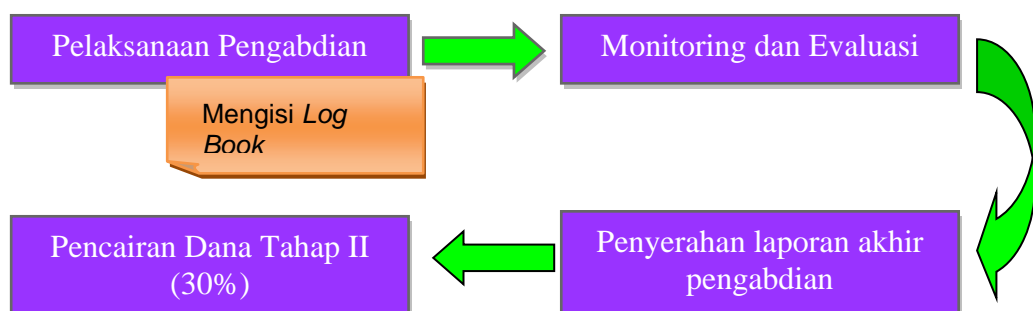 Pelaksanaan Pengabdian
Mengisi Log
Book
Monitoring dan Evaluasi
Penyerahan laporan akhir
pengabdian
Pencairan Dana Tahap II
(30%)